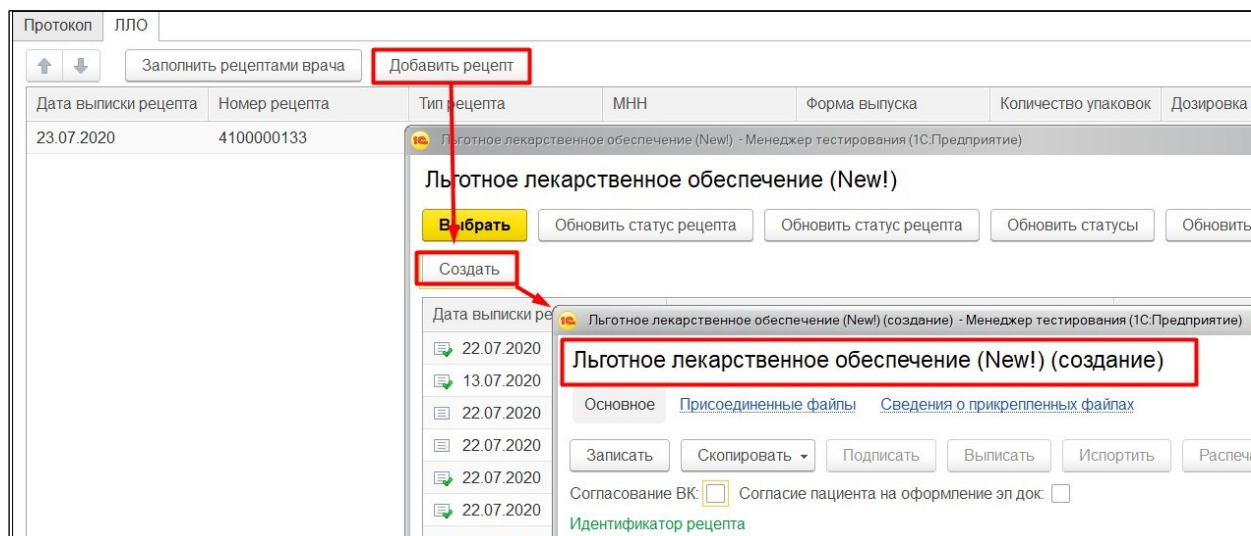 Протокол ЛЛО
Заполнить рецептами врача Добавить рецепт
Дата выписки рецепта Номер рецепта Тип рецепта МНН Форма выпуска Количество упаковок Дозировка
23.07.2020 4100000133
Льготное лекарственное обеспечение (New!) - Менеджер тестирования (1С:Предприятие)
Льготное лекарственное обеспечение (New!)
Выбрать Обновить статус рецепта Обновить статус рецепта Обновить статусы Обновить
Создать
Дата выписки ре
Льготное лекарственное обеспечение (New!) (создание) - Менеджер тестирования (1С:Предприятие)
22.07.2020
Льготное лекарственное обеспечение (New!) (создание)
13.07.2020
Основное Присоединенные файлы Сведения о прикрепленных файлах
22.07.2020
22.07.2020
Записать Скопировать Подписать Выписать Испортить Распеча
22.07.2020
Согласование ВК: Согласие пациента на оформление эл док:
22.07.2020
Идентификатор рецепта